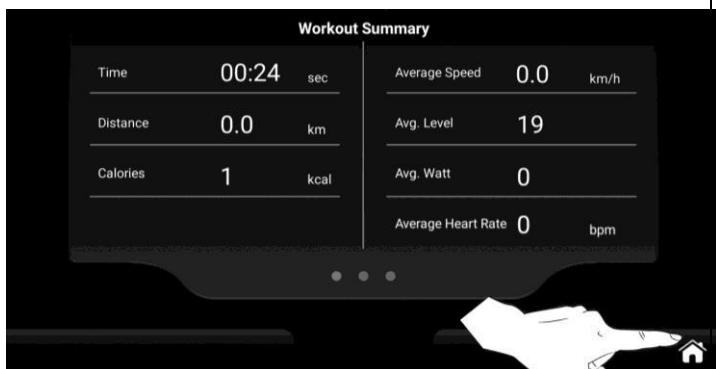 Workout Summary
Time 00:24 sec
Distance 0.0 km
Calories 1 kcal
Average Speed 0.0 km/h
Avg. Level 19
Avg. Watt 0
Average Heart Rate 0 bpm